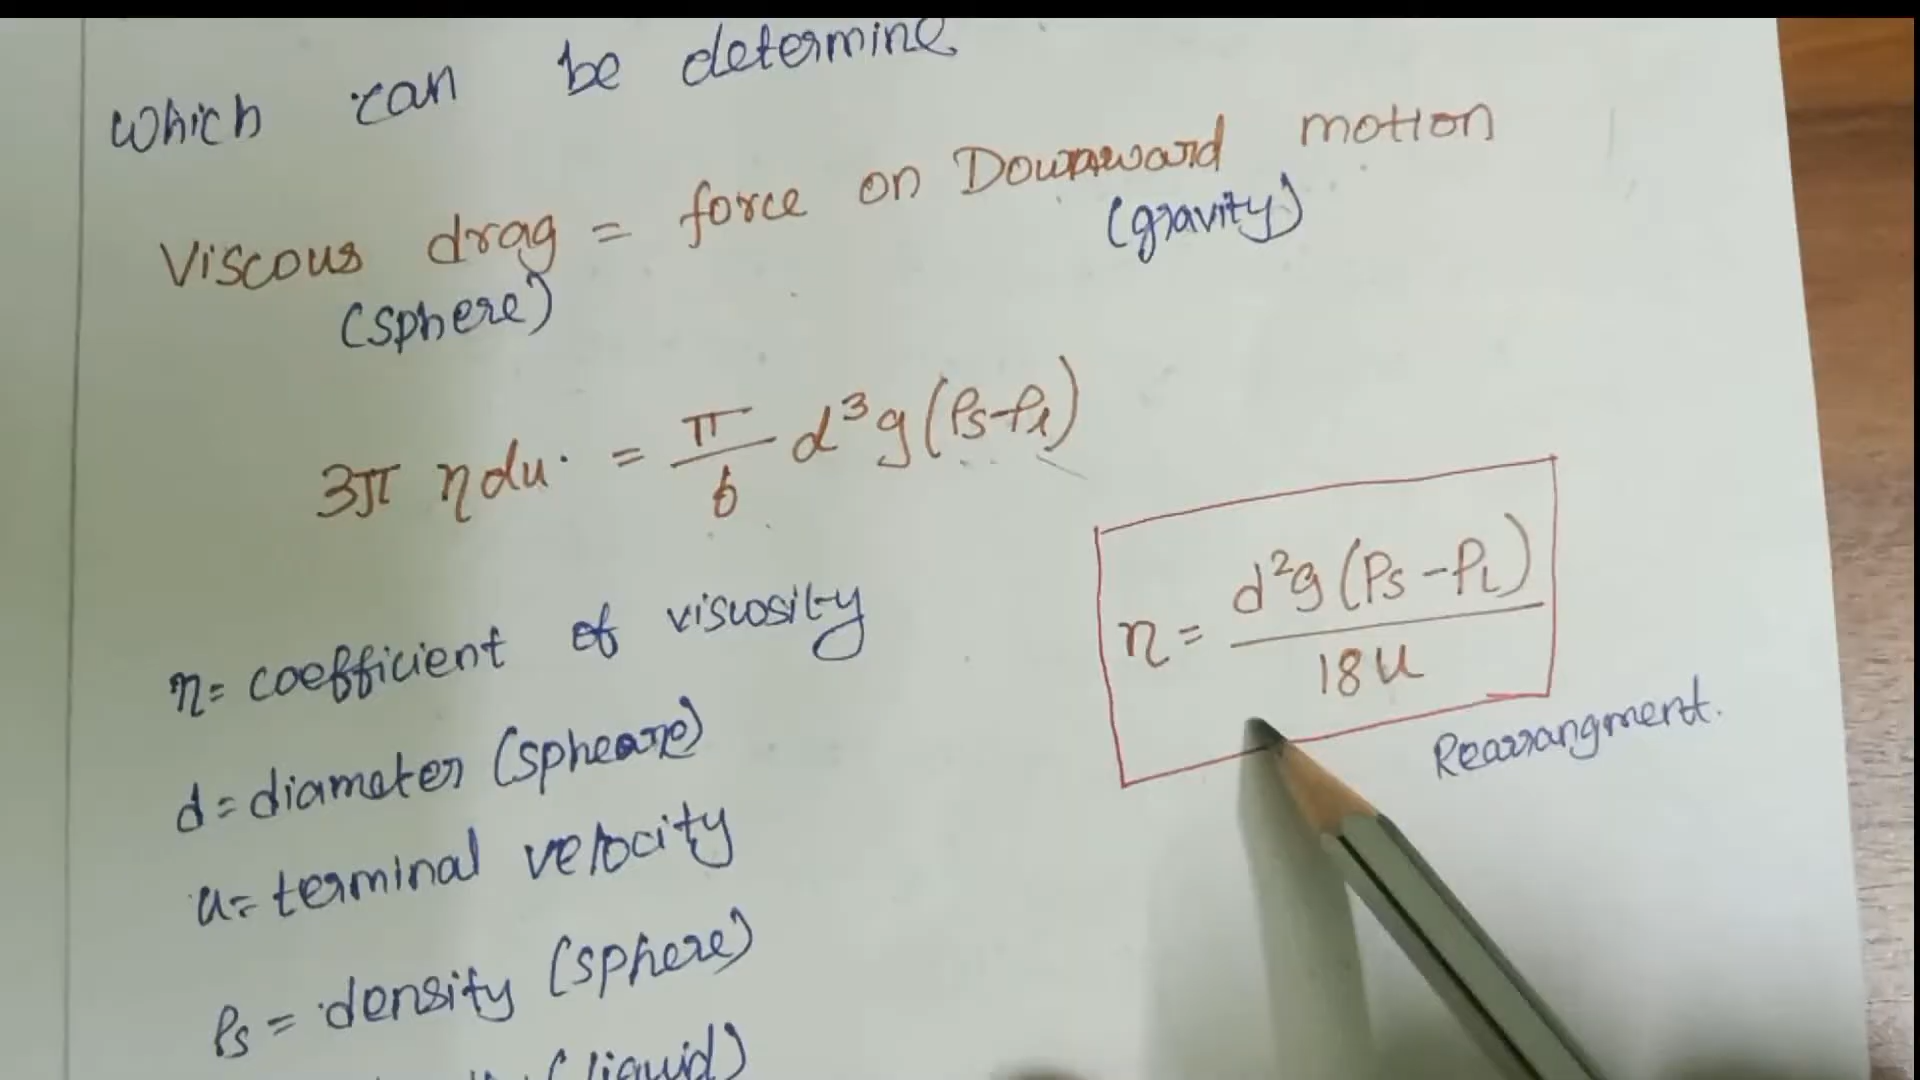 which can be determine
Viscous drag = force on Downward motion
(sphere) (gravity)
3π ηdu. = π/6 d³g(ρs-ρl)
η = d²g(ρs-ρL)/18u
Rearrangment.
η= coefficient of viscosity
d= diameter (spheare)
u= terminal velocity
ρs = density (sphere)
(liquid)